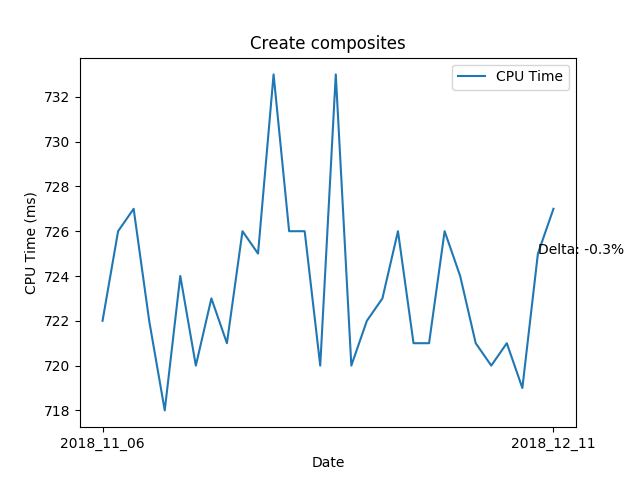 Create composites
CPU Time
732
730
728
726
724
722
720
718
CPU Time (ms)
Delta: -0.3%
2018_11_06
2018_12_11
Date